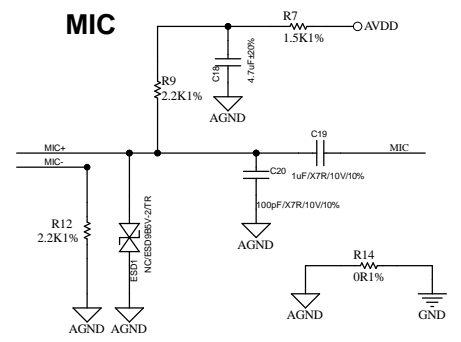 MIC
R7
1.5K1%
AVDD
C18
4.7uF±20%
R9
2.2K1%
AGND
MIC+
MIC-
C19
MIC
1uF/X7R/10V/10%
C20
100pF/X7R/10V/10%
AGND
R12
2.2K1%
ESD1
NC/ESD9B5V-2/TR
R14
0R1%
AGND
AGND
AGND
GND